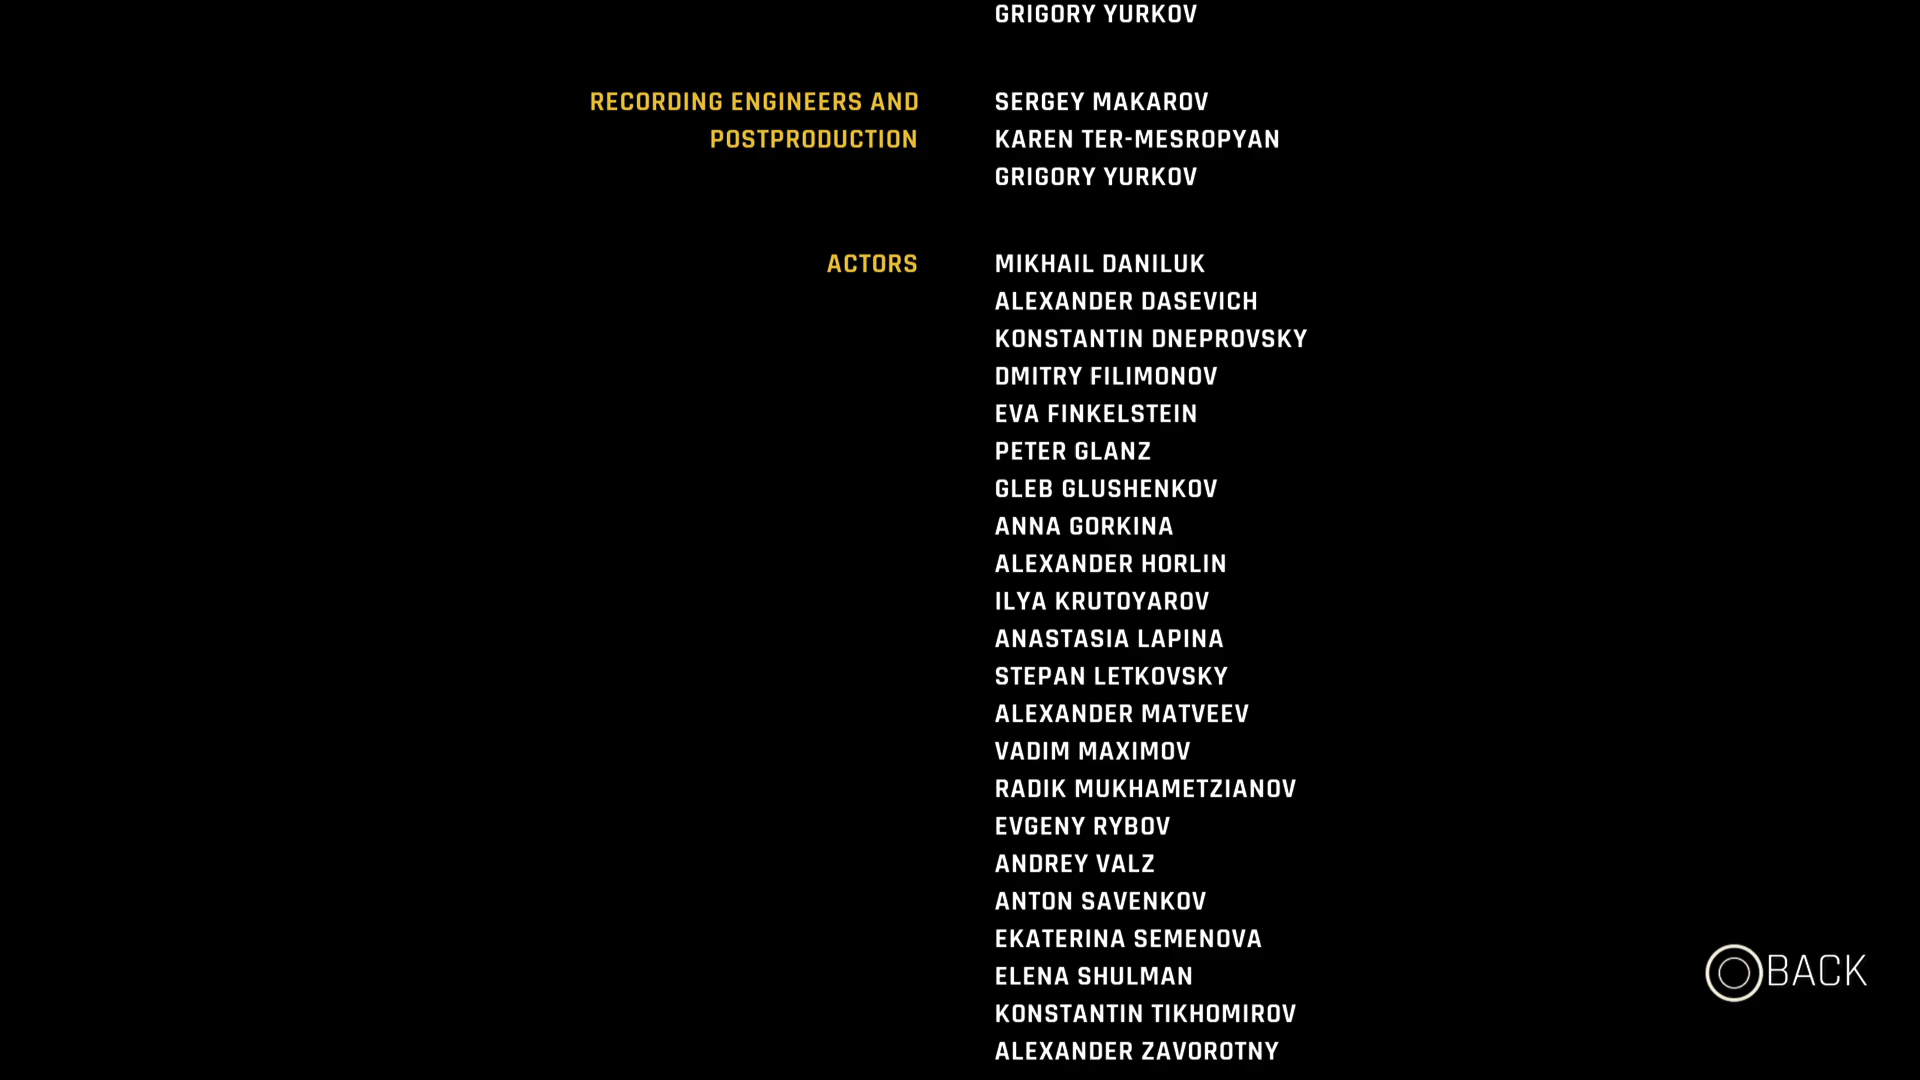 GRIGORY YURKOV
RECORDING ENGINEERS AND
POSTPRODUCTION
SERGEY MAKAROV
KAREN TER-MESROPYAN
GRIGORY YURKOV
ACTORS
MIKHAIL DANILUK
ALEXANDER DASEVICH
KONSTANTIN DNEPROVSKY
DMITRY FILIMONOV
EVA FINKELSTEIN
PETER GLANZ
GLEB GLUSHENKOV
ANNA GORKINA
ALEXANDER HORLIN
ILYA KRUTOYAROV
ANASTASIA LAPINA
STEPAN LETKOVSKY
ALEXANDER MATVEEV
VADIM MAXIMOV
RADIK MUKHAMETZIANOV
EVGENY RYBOV
ANDREY VALZ
ANTON SAVENKOV
EKATERINA SEMENOVA
ELENA SHULMAN
KONSTANTIN TIKHOMIROV
ALEXANDER ZAVOROTNY
BACK